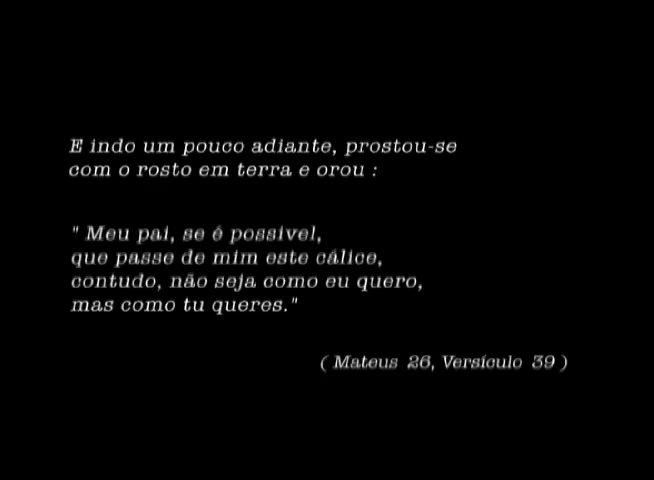 E indo um pouco adiante, prostou-se
com o rosto em terra e orou :
" Meu pai, se é possivel,
que passe de mim este cálice,
contudo, não seja como eu quero,
mas como tu queres."
( Mateus 26, Versículo 39 )